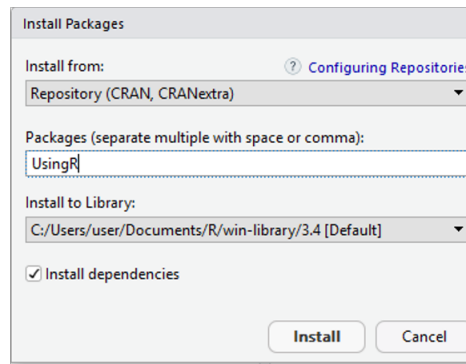 Install Packages
Install from:
? Configuring Repositories
Repository (CRAN, CRANextra)
Packages (separate multiple with space or comma):
UsingR
Install to Library:
C:/Users/user/Documents/R/win-library/3.4 [Default]
Install dependencies
Install Cancel